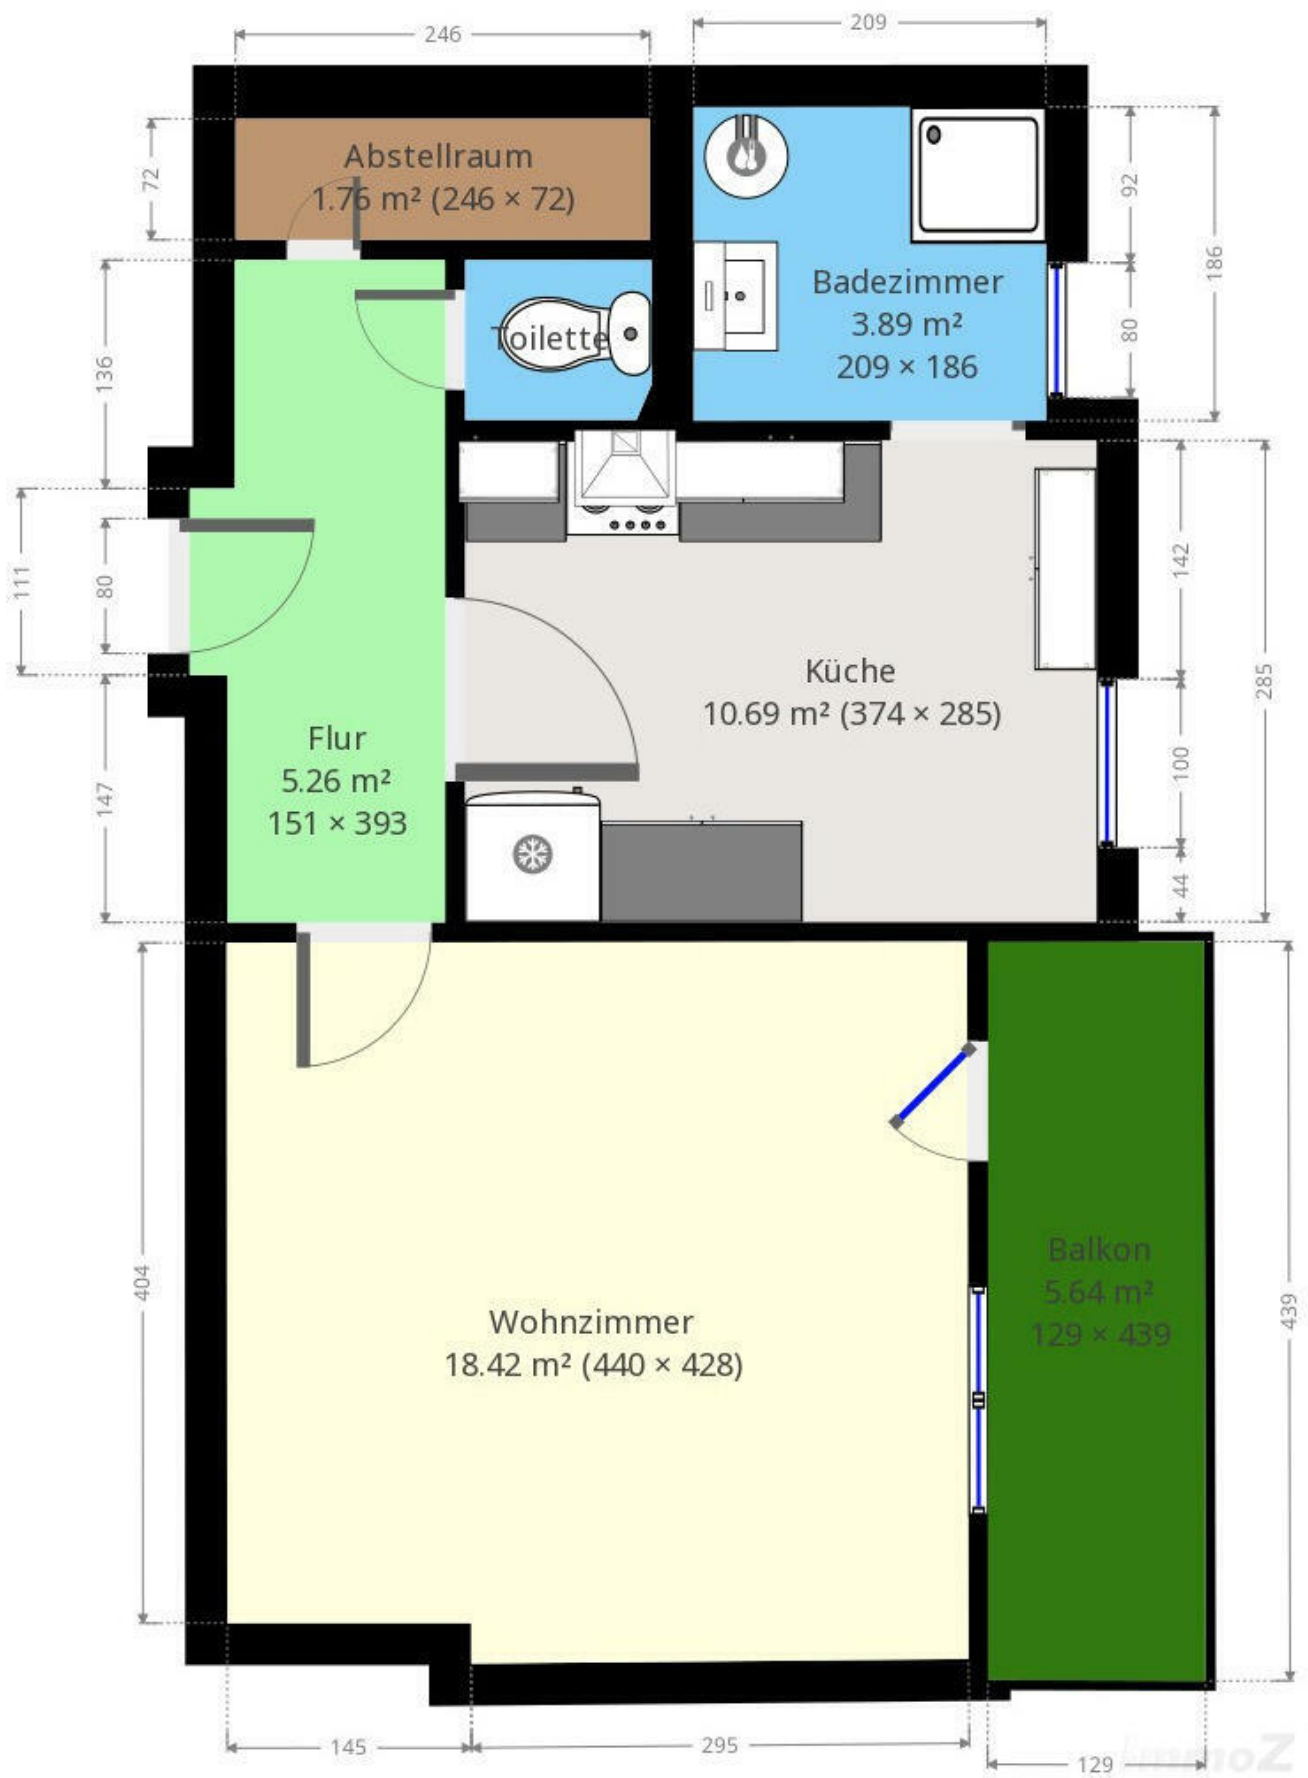 246
209
Abstellraum
1.76 m² (246 × 72)
72
92
186
Badezimmer
3.89 m²
209 × 186
80
Toilette
136
111
80
142
285
Küche
10.69 m² (374 × 285)
Flur
5.26 m²
151 × 393
147
100
44
404
Balkon
5.64 m²
129 × 439
439
Wohnzimmer
18.42 m² (440 × 428)
145
295
129
immoZ